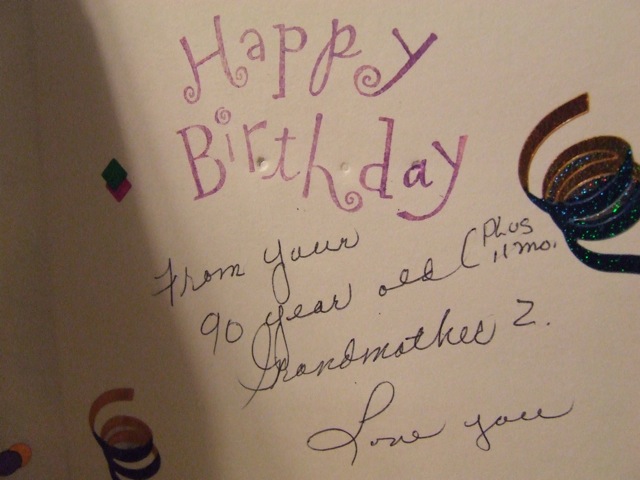 Happy
Birthday
From your
90 year old (Plus
11 mo.
Grandmother Z.
Love you